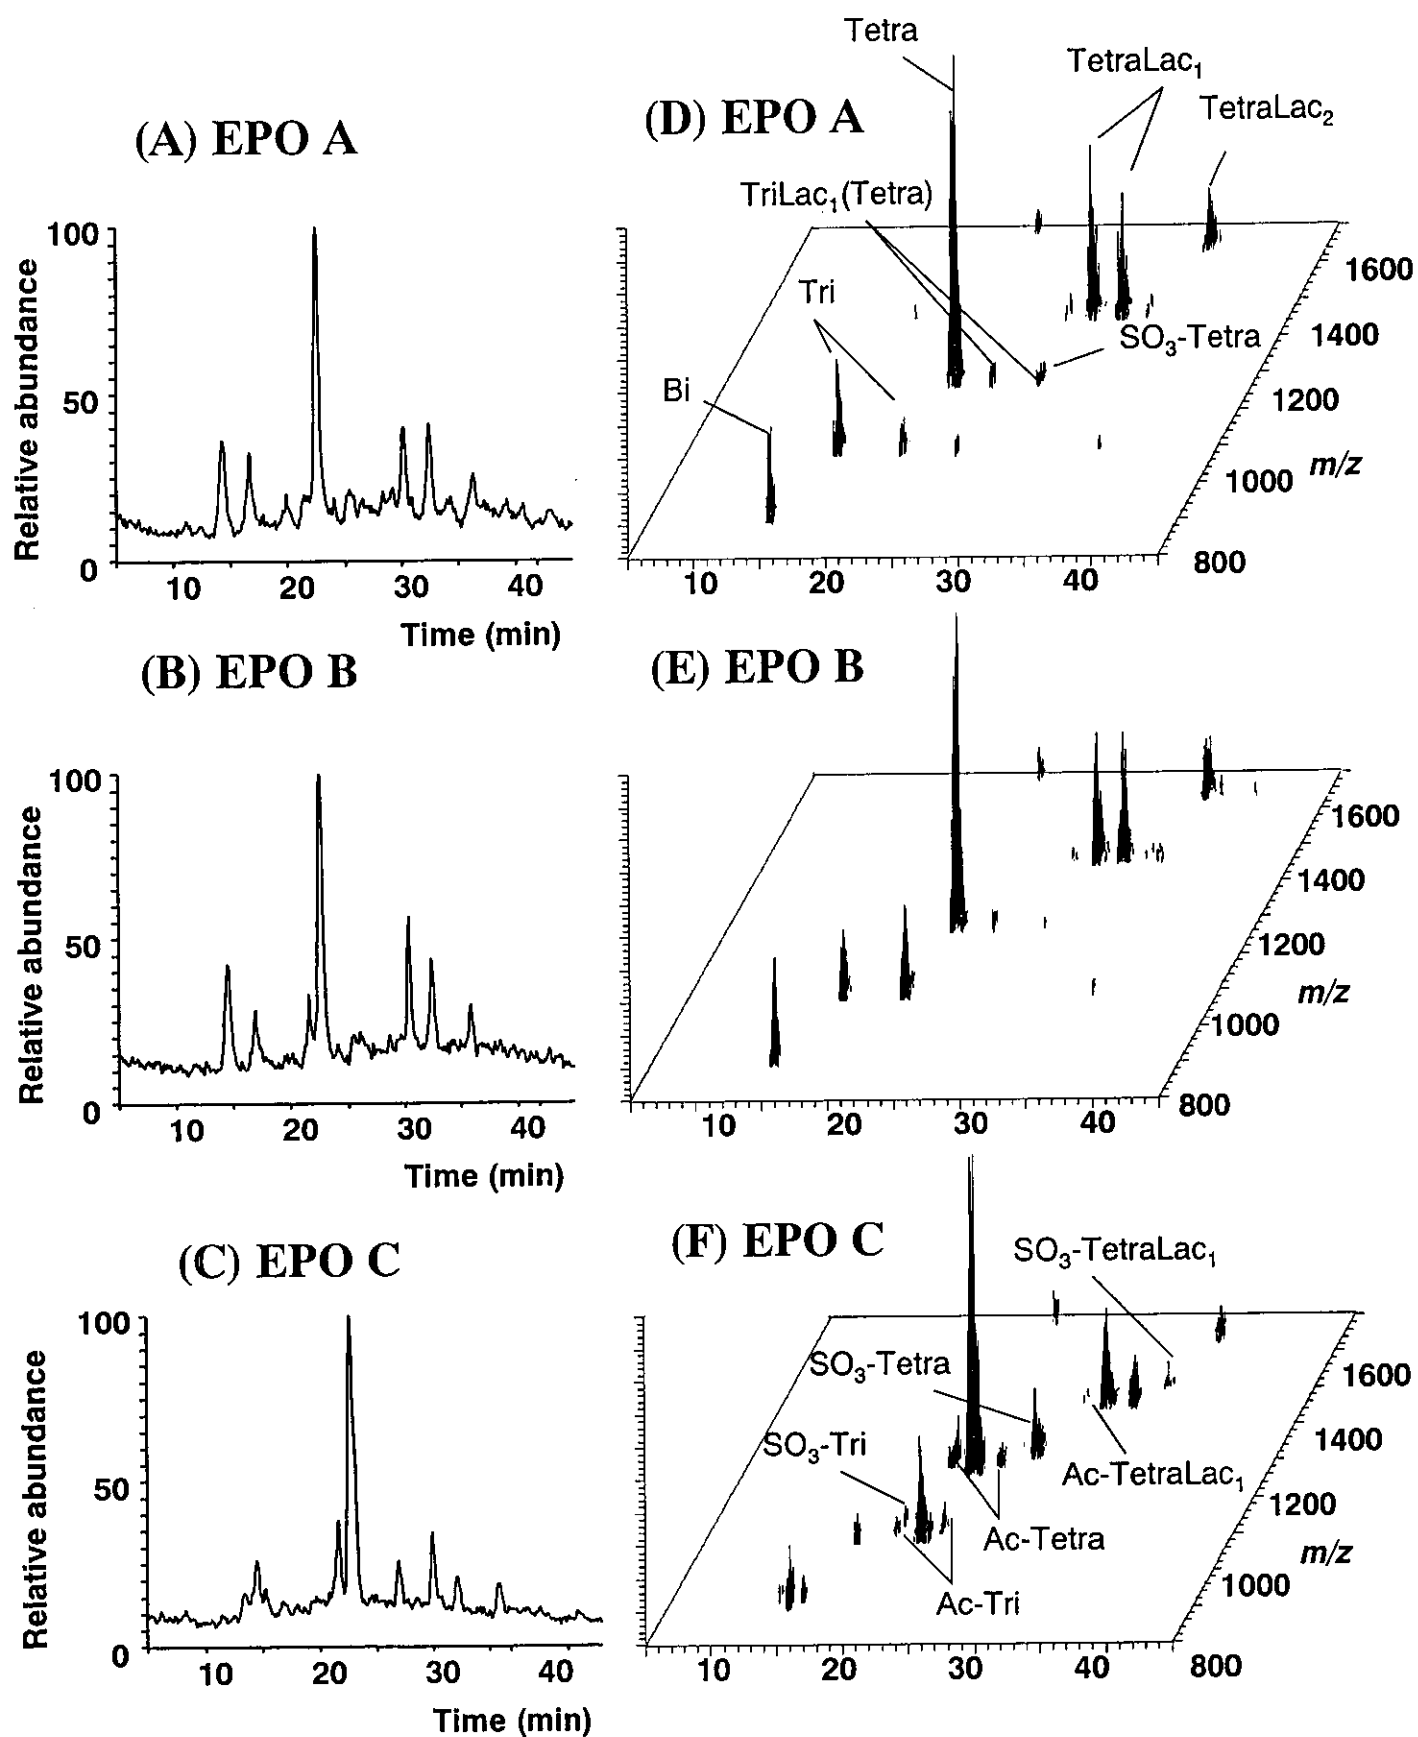 (A) EPO A
100
50
0
Relative abundance
10 20 30 40
Time (min)
(D) EPO A
Tetra
TetraLac₁
TetraLac₂
TriLac₁(Tetra)
Tri
SO₃-Tetra
Bi
1600
1400
1200
1000
800
m/z
10 20 30 40
(B) EPO B
100
50
0
Relative abundance
10 20 30 40
Time (min)
(E) EPO B
1600
1400
1200
1000
800
m/z
10 20 30 40
(C) EPO C
100
50
0
Relative abundance
10 20 30 40
Time (min)
(F) EPO C
SO₃-TetraLac₁
SO₃-Tetra
SO₃-Tri
Ac-TetraLac₁
Ac-Tetra
Ac-Tri
1600
1400
1200
1000
800
m/z
10 20 30 40